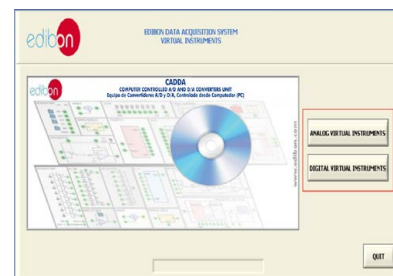 edibon
EDIBON DATA ACQUISITION SYSTEM
VIRTUAL INSTRUMENTS
edibon
CADDA
COMPUTER CONTROLLED A/D AND D/A CONVERTERS UNIT
Equipo de Convertidores A/D y D/A, Controlado desde Computador (PC)
ANALOG VIRTUAL INSTRUMENTS
DIGITAL VIRTUAL INSTRUMENTS
QUIT